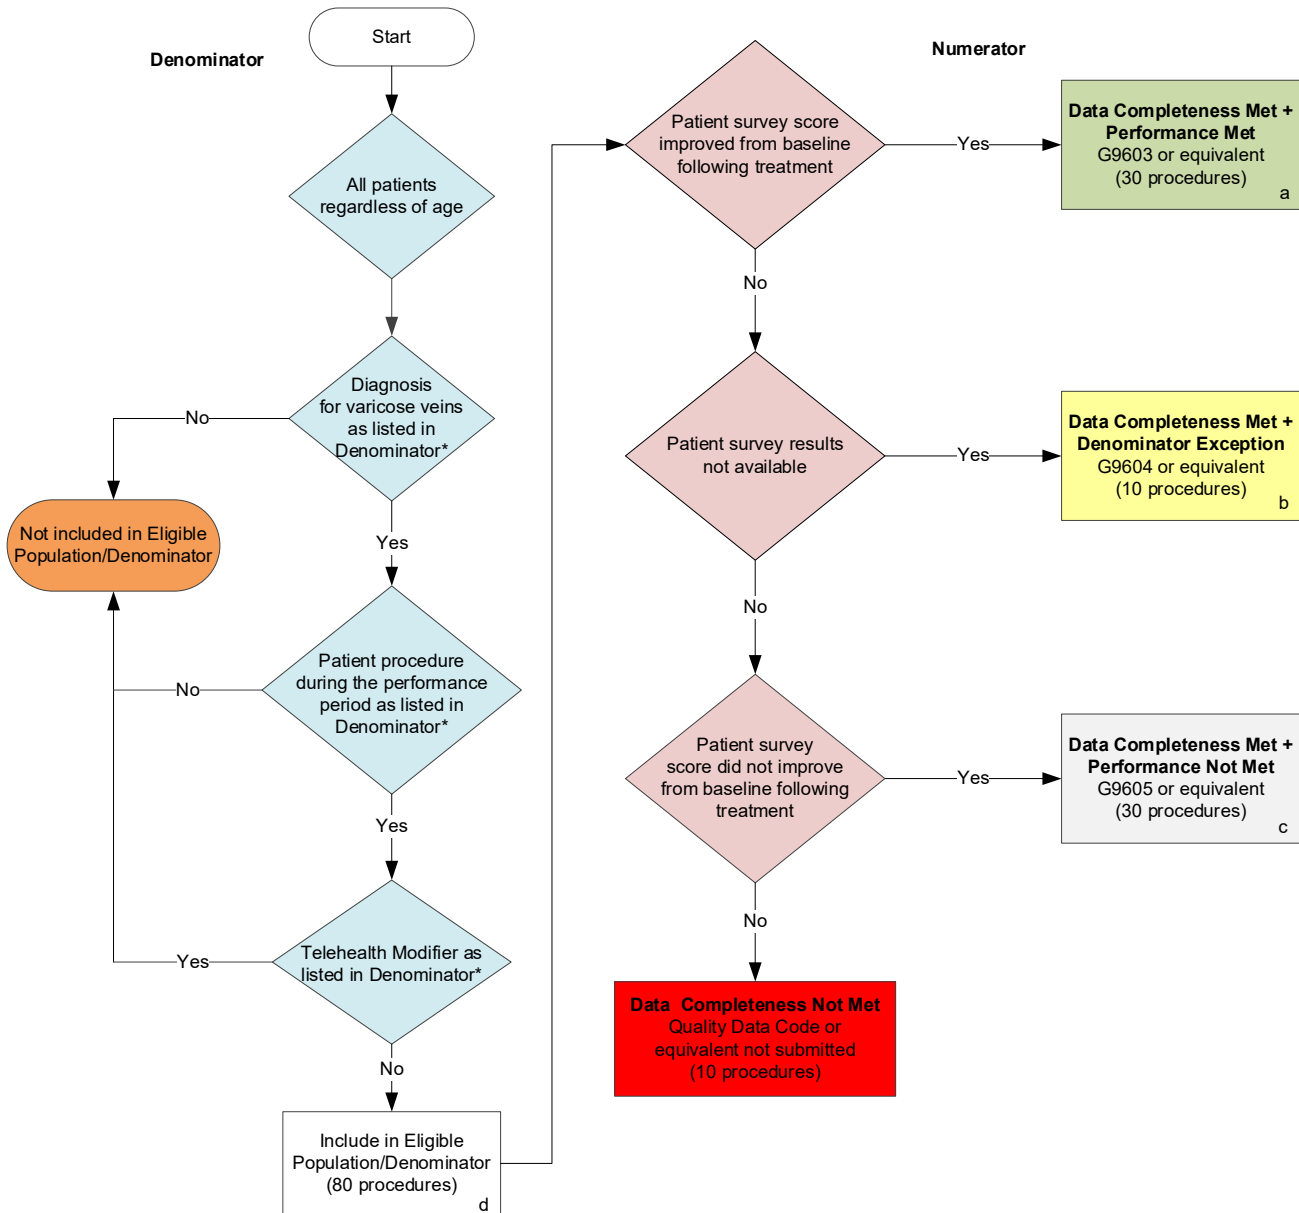 Denominator
Start
All patients
regardless of age
Diagnosis
for varicose veins
as listed in
Denominator*
No
Not included in Eligible
Population/Denominator
Yes
Patient procedure
during the performance
period as listed in
Denominator*
No
Yes
Telehealth Modifier as
listed in Denominator*
Yes
No
Include in Eligible
Population/Denominator
(80 procedures)
d
Numerator
Patient survey score
improved from baseline
following treatment
Yes
Data Completeness Met +
Performance Met
G9603 or equivalent
(30 procedures)
a
No
Patient survey results
not available
Yes
Data Completeness Met +
Denominator Exception
G9604 or equivalent
(10 procedures)
b
No
Patient survey
score did not improve
from baseline following
treatment
Yes
Data Completeness Met +
Performance Not Met
G9605 or equivalent
(30 procedures)
c
No
Data Completeness Not Met
Quality Data Code or
equivalent not submitted
(10 procedures)